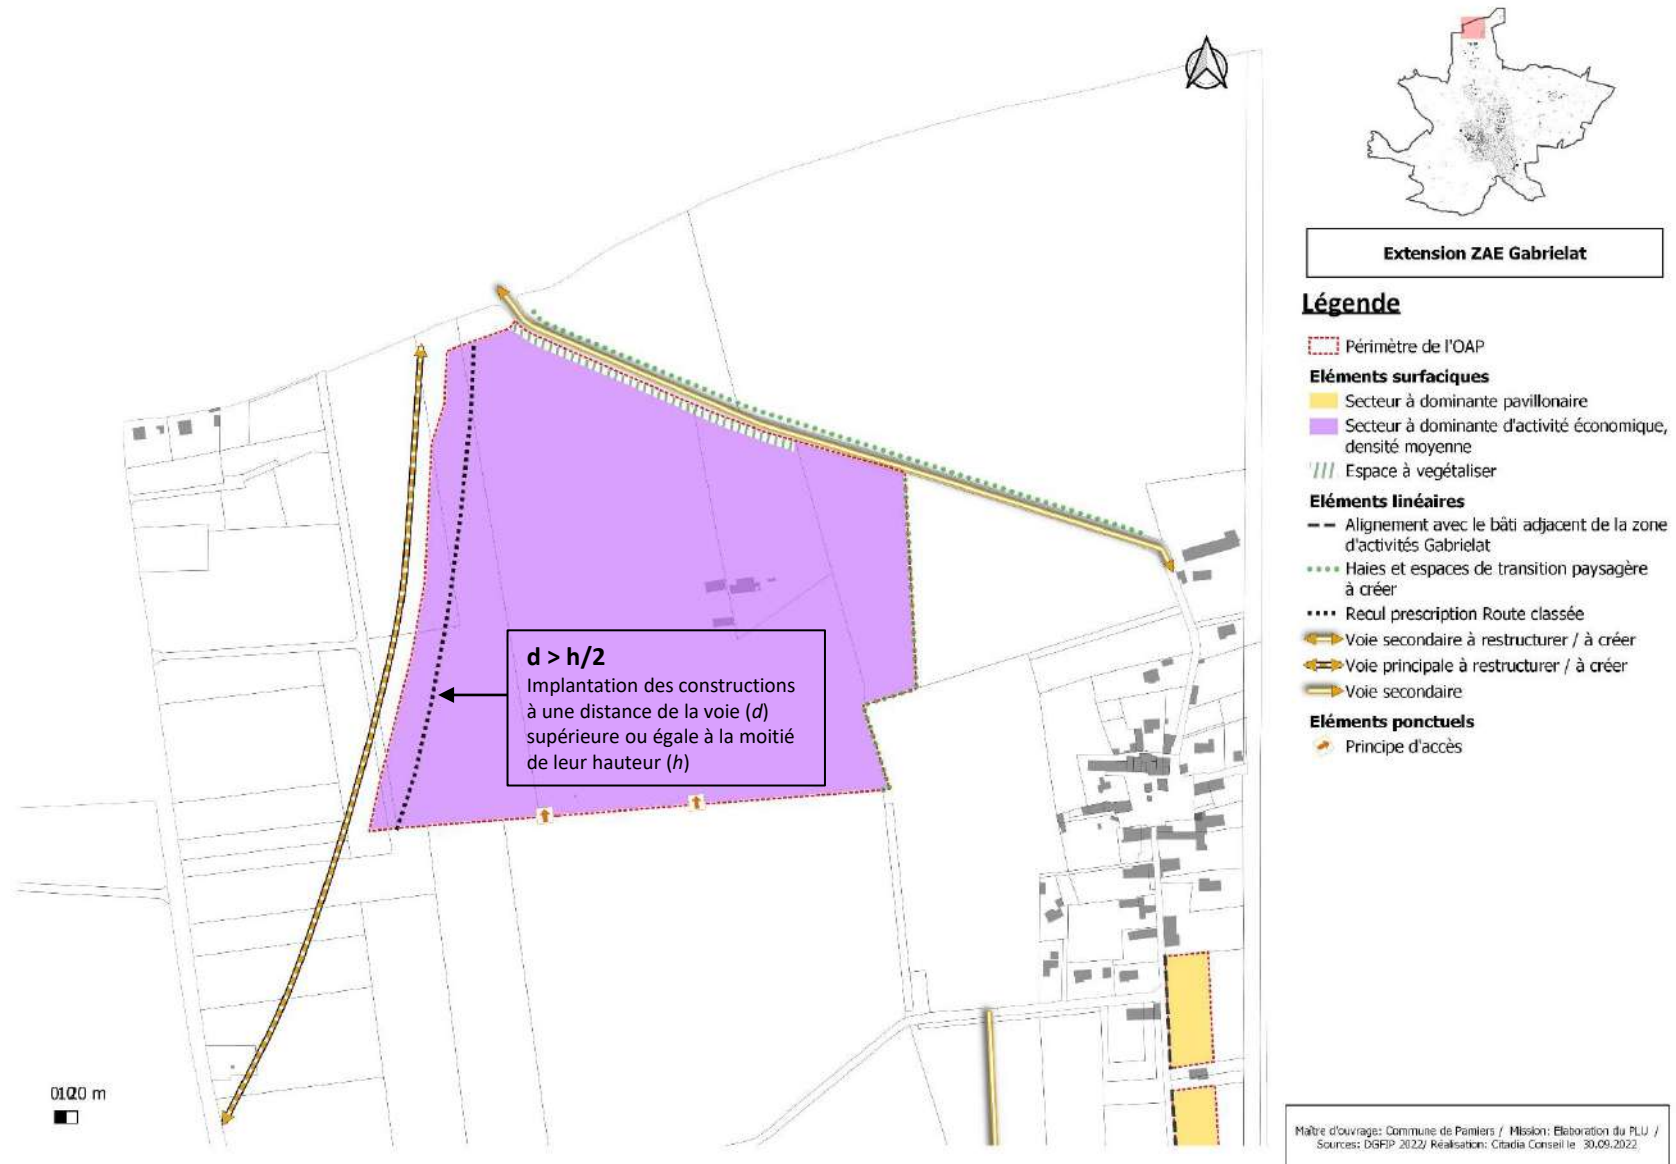 Extension ZAE Gabrielat
Légende
Périmètre de l'OAP
Eléments surfaciques
Secteur à dominante pavillonaire
Secteur à dominante d'activité économique,
densité moyenne
Espace à vegétaliser
Eléments linéaires
Alignement avec le bâti adjacent de la zone
d'activités Gabrielat
Haies et espaces de transition paysagère
à créer
Recul prescription Route classée
Voie secondaire à restructurer / à créer
Voie principale à restructurer / à créer
Voie secondaire
Eléments ponctuels
Principe d'accès
d > h/2
Implantation des constructions
à une distance de la voie (d)
supérieure ou égale à la moitié
de leur hauteur (h)
Maître d'ouvrage: Commune de Pamiers / Mission: Elaboration du PLU /
Sources: DGFIP 2022/ Réalisation: Citadia Conseil le 30.09.2022